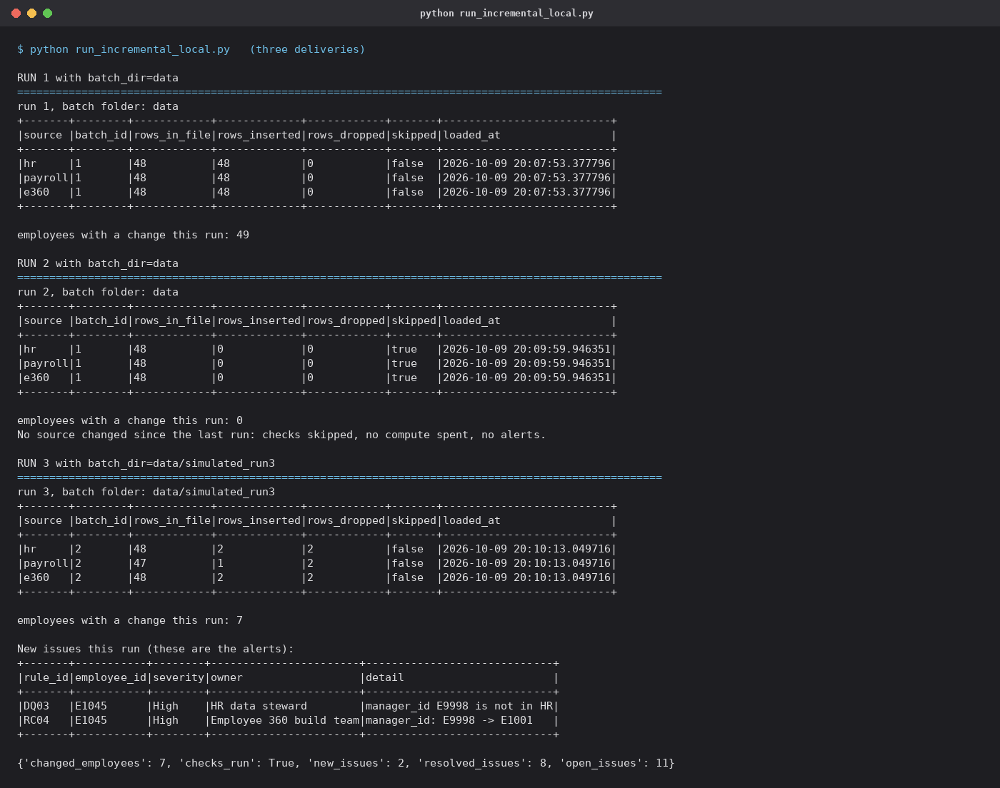 python run_incremental_local.py
$ python run_incremental_local.py   (three deliveries)
RUN 1 with batch_dir=data
====================================================================================================
run 1, batch folder: data
+-------+--------+------------+-------------+------------+-------+--------------------------+
|source |batch_id|rows_in_file|rows_inserted|rows_dropped|skipped|loaded_at                 |
+-------+--------+------------+-------------+------------+-------+--------------------------+
|hr     |1       |48          |48           |0           |false  |2026-10-09 20:07:53.377796|
|payroll|1       |48          |48           |0           |false  |2026-10-09 20:07:53.377796|
|e360   |1       |48          |48           |0           |false  |2026-10-09 20:07:53.377796|
+-------+--------+------------+-------------+------------+-------+--------------------------+
employees with a change this run: 49
RUN 2 with batch_dir=data
====================================================================================================
run 2, batch folder: data
+-------+--------+------------+-------------+------------+-------+--------------------------+
|source |batch_id|rows_in_file|rows_inserted|rows_dropped|skipped|loaded_at                 |
+-------+--------+------------+-------------+------------+-------+--------------------------+
|hr     |1       |48          |0            |0           |true   |2026-10-09 20:09:59.946351|
|payroll|1       |48          |0            |0           |true   |2026-10-09 20:09:59.946351|
|e360   |1       |48          |0            |0           |true   |2026-10-09 20:09:59.946351|
+-------+--------+------------+-------------+------------+-------+--------------------------+
employees with a change this run: 0
No source changed since the last run: checks skipped, no compute spent, no alerts.
RUN 3 with batch_dir=data/simulated_run3
====================================================================================================
run 3, batch folder: data/simulated_run3
+-------+--------+------------+-------------+------------+-------+--------------------------+
|source |batch_id|rows_in_file|rows_inserted|rows_dropped|skipped|loaded_at                 |
+-------+--------+------------+-------------+------------+-------+--------------------------+
|hr     |2       |48          |2            |2           |false  |2026-10-09 20:10:13.049716|
|payroll|2       |47          |1            |2           |false  |2026-10-09 20:10:13.049716|
|e360   |2       |48          |2            |2           |false  |2026-10-09 20:10:13.049716|
+-------+--------+------------+-------------+------------+-------+--------------------------+
employees with a change this run: 7
New issues this run (these are the alerts):
+-------+-----------+--------+-----------------------+-----------------------------+
|rule_id|employee_id|severity|owner                  |detail                       |
+-------+-----------+--------+-----------------------+-----------------------------+
|DQ03   |E1045      |High    |HR data steward        |manager_id E9998 is not in HR|
|RC04   |E1045      |High    |Employee 360 build team|manager_id: E9998 -> E1001   |
+-------+-----------+--------+-----------------------+-----------------------------+
{'changed_employees': 7, 'checks_run': True, 'new_issues': 2, 'resolved_issues': 8, 'open_issues': 11}